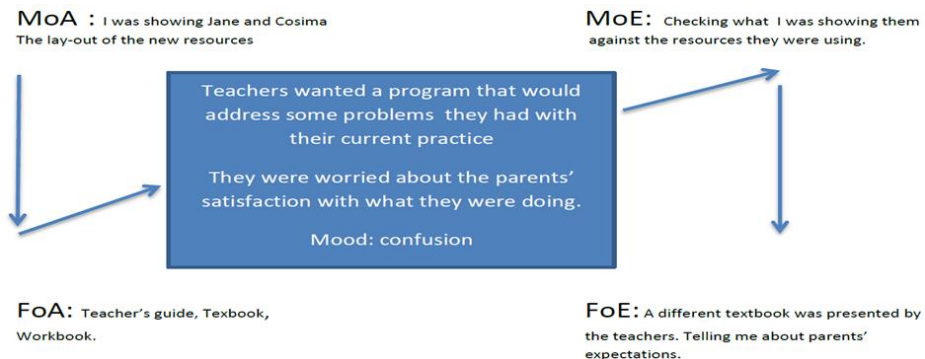 MoA : I was showing Jane and Cosima
The lay-out of the new resources
MoE: Checking what I was showing them
against the resources they were using.
Teachers wanted a program that would
address some problems they had with
their current practice
They were worried about the parents'
satisfaction with what they were doing.
Mood: confusion
FoA: Teacher's guide, Texbook,
Workbook.
FoE: A different textbook was presented by
the teachers. Telling me about parents'
expectations.